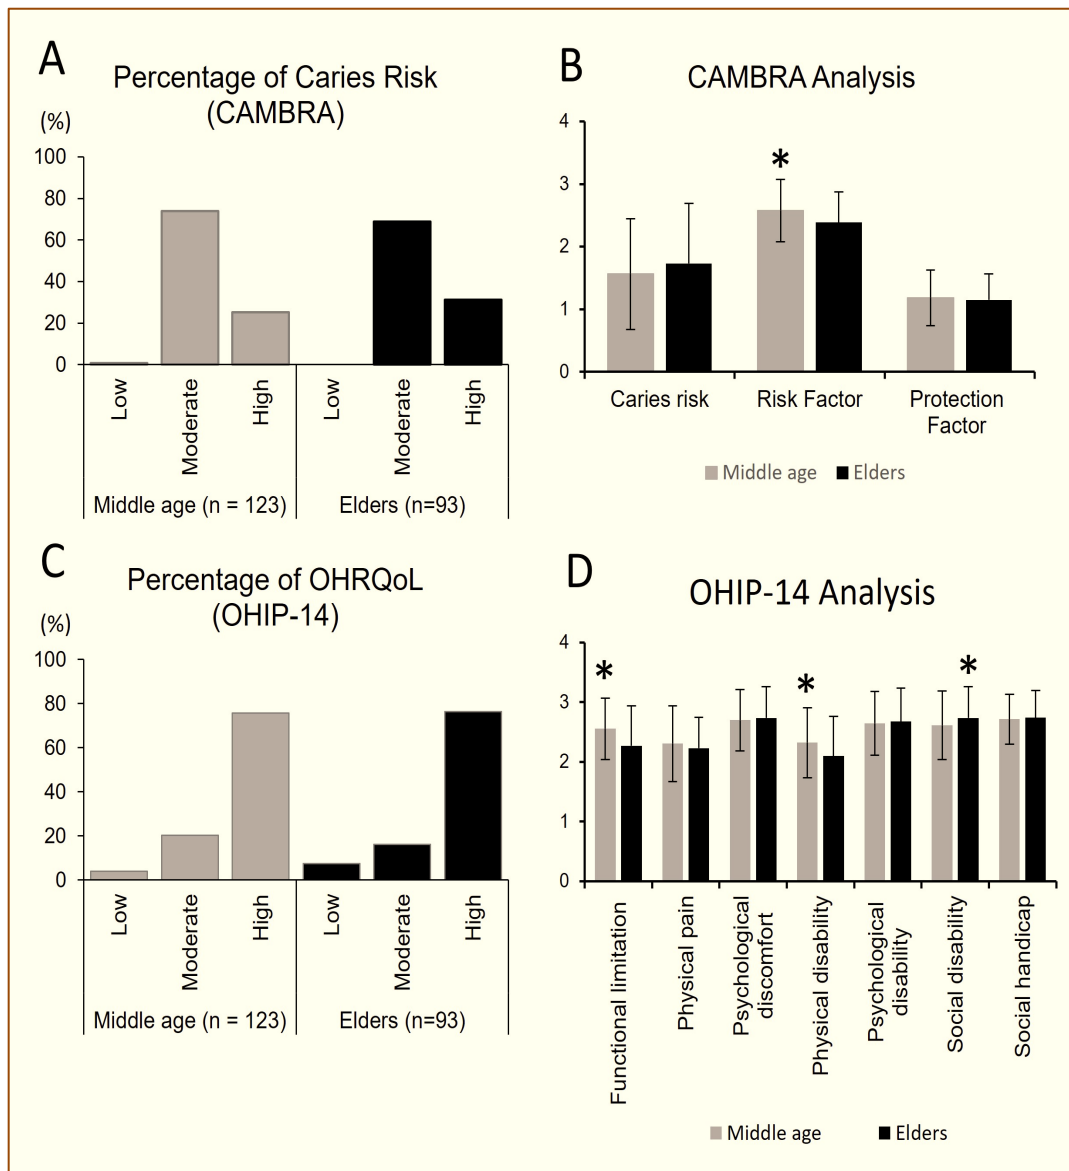 A
Percentage of Caries Risk
(CAMBRA)
(%)
100
80
60
40
20
0
Low
Moderate
High
Low
Moderate
High
Middle age (n = 123)
Elders (n=93)
B
CAMBRA Analysis
4
3
2
1
0
*
Caries risk
Risk Factor
Protection
Factor
Middle age
Elders
C
Percentage of OHRQoL
(OHIP-14)
(%)
100
80
60
40
20
0
Low
Moderate
High
Low
Moderate
High
Middle age (n = 123)
Elders (n=93)
D
OHIP-14 Analysis
4
3
2
1
0
*
*
*
Functional limitation
Physical pain
Psychological
discomfort
Physical disability
Psychological
disability
Social disability
Social handicap
Middle age
Elders